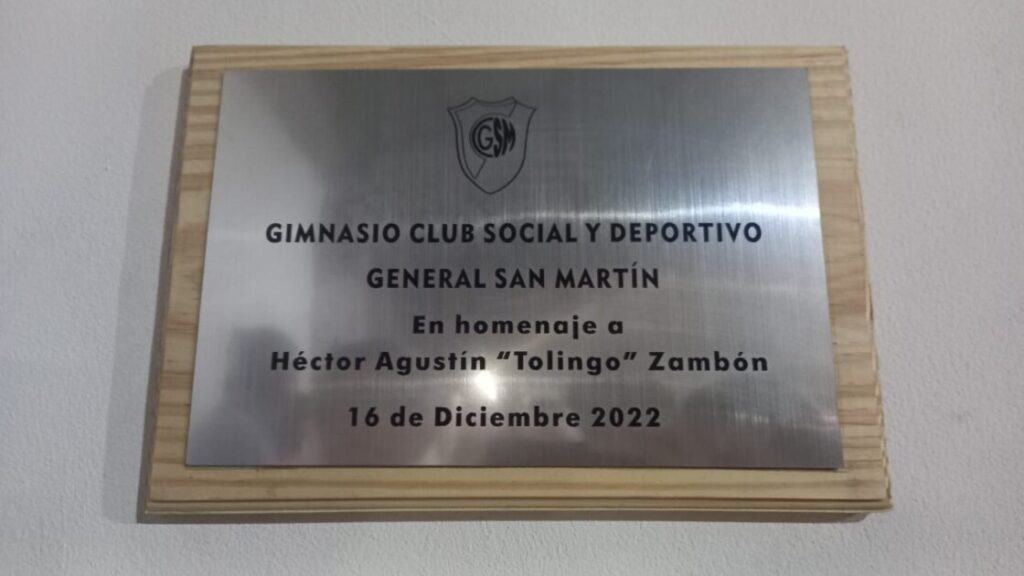 CGSM
GIMNASIO CLUB SOCIAL Y DEPORTIVO
GENERAL SAN MARTÍN
En homenaje a
Héctor Agustín “Tolingo” Zambón
16 de Diciembre 2022